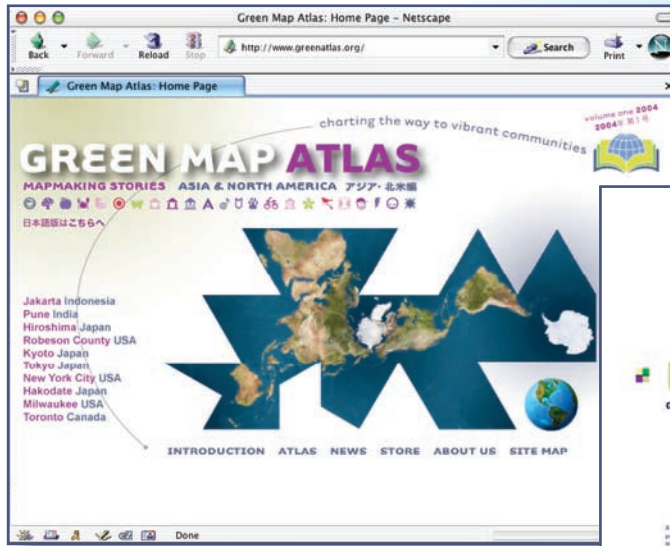 Green Map Atlas: Home Page – Netscape
Back Forward Reload Stop http://www.greenatlas.org/ Search Print
Green Map Atlas: Home Page
charting the way to vibrant communities
volume one 2004
2004年 第1号
GREEN MAP ATLAS
MAPMAKING STORIES ASIA & NORTH AMERICA アジア・北米編
日本語版はこちらへ
Jakarta Indonesia
Pune India
Hiroshima Japan
Robeson County USA
Kyoto Japan
Tokyo Japan
New York City USA
Hakodate Japan
Milwaukee USA
Toronto Canada
INTRODUCTION ATLAS NEWS STORE ABOUT US SITE MAP
Done